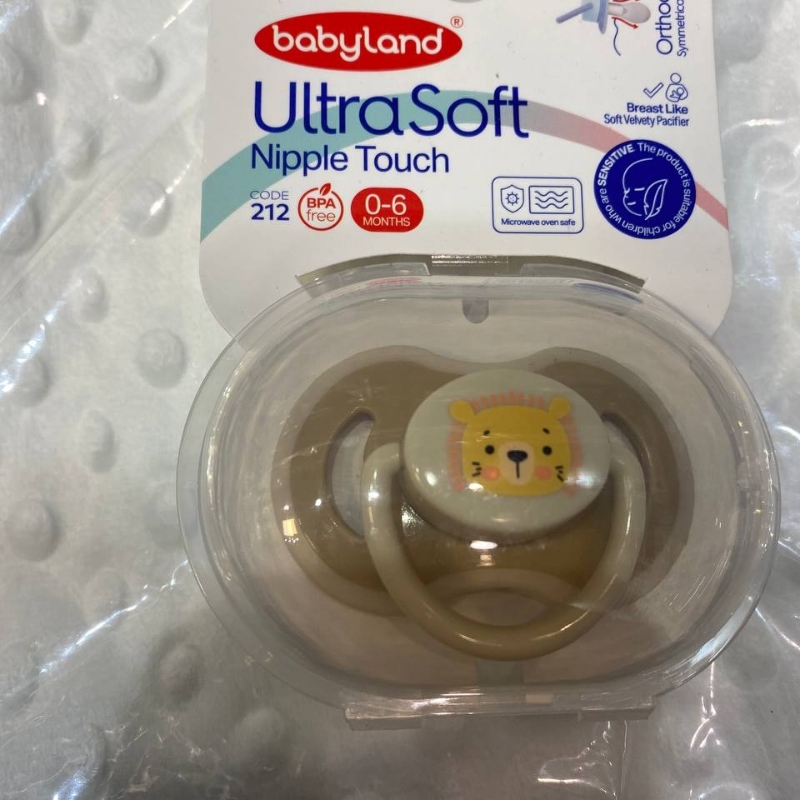 babyland®
UltraSoft
Nipple Touch
CODE
212
BPA
free
0-6
MONTHS
Microwave oven safe
Breast Like
Soft Velvety Pacifier
SENSITIVE The product is suitable for children who are